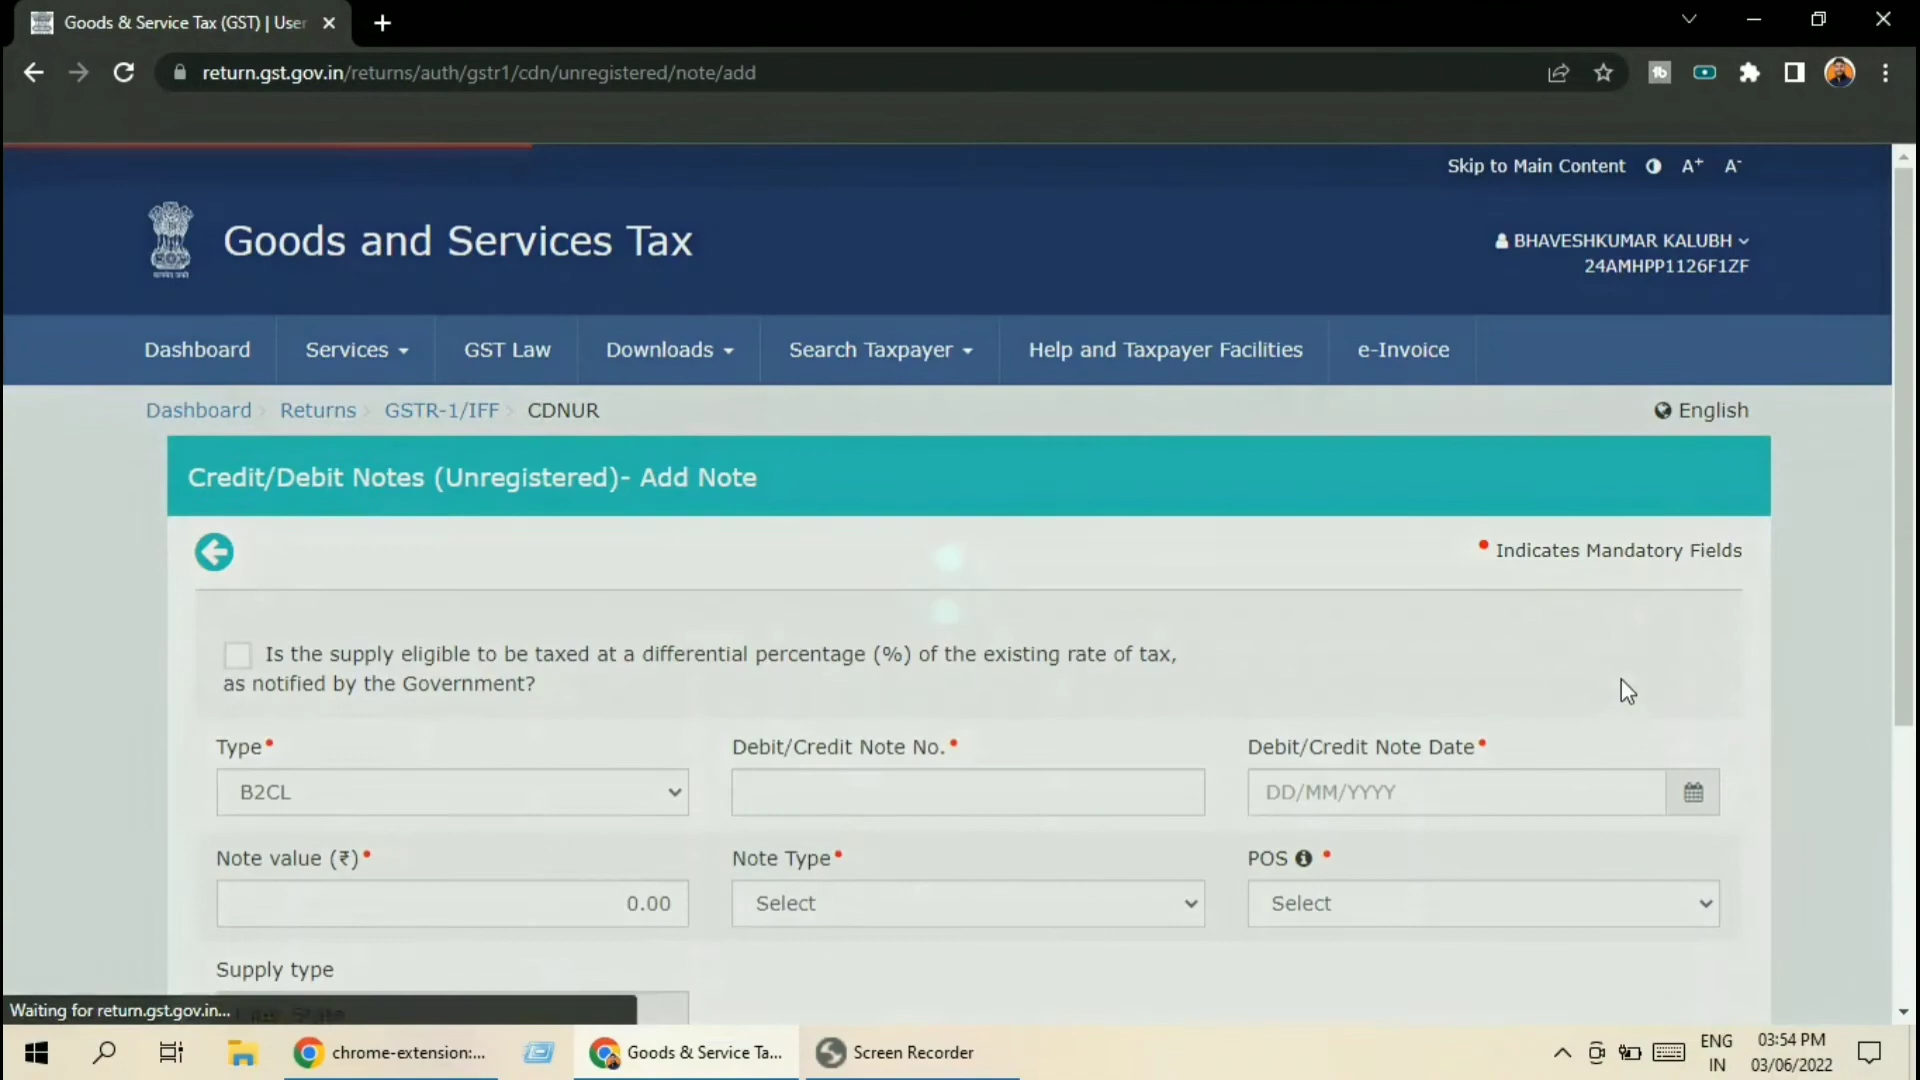 Goods & Service Tax (GST) | User
return.gst.gov.in/returns/auth/gstr1/cdn/unregistered/note/add
Skip to Main Content A+ A-
Goods and Services Tax
BHAVESHKUMAR KALUBH
24AMHPP1126F1ZF
Dashboard Services GST Law Downloads Search Taxpayer Help and Taxpayer Facilities e-Invoice
Dashboard Returns GSTR-1/IFF CDNUR English
Credit/Debit Notes (Unregistered)- Add Note
Indicates Mandatory Fields
Is the supply eligible to be taxed at a differential percentage (%) of the existing rate of tax,
as notified by the Government?
Type Debit/Credit Note No. Debit/Credit Note Date
B2CL DD/MM/YYYY
Note value (₹) Note Type POS
0.00 Select Select
Supply type
Waiting for return.gst.gov.in...
chrome-extension:... Goods & Service Ta... Screen Recorder
ENG 03:54 PM
IN 03/06/2022